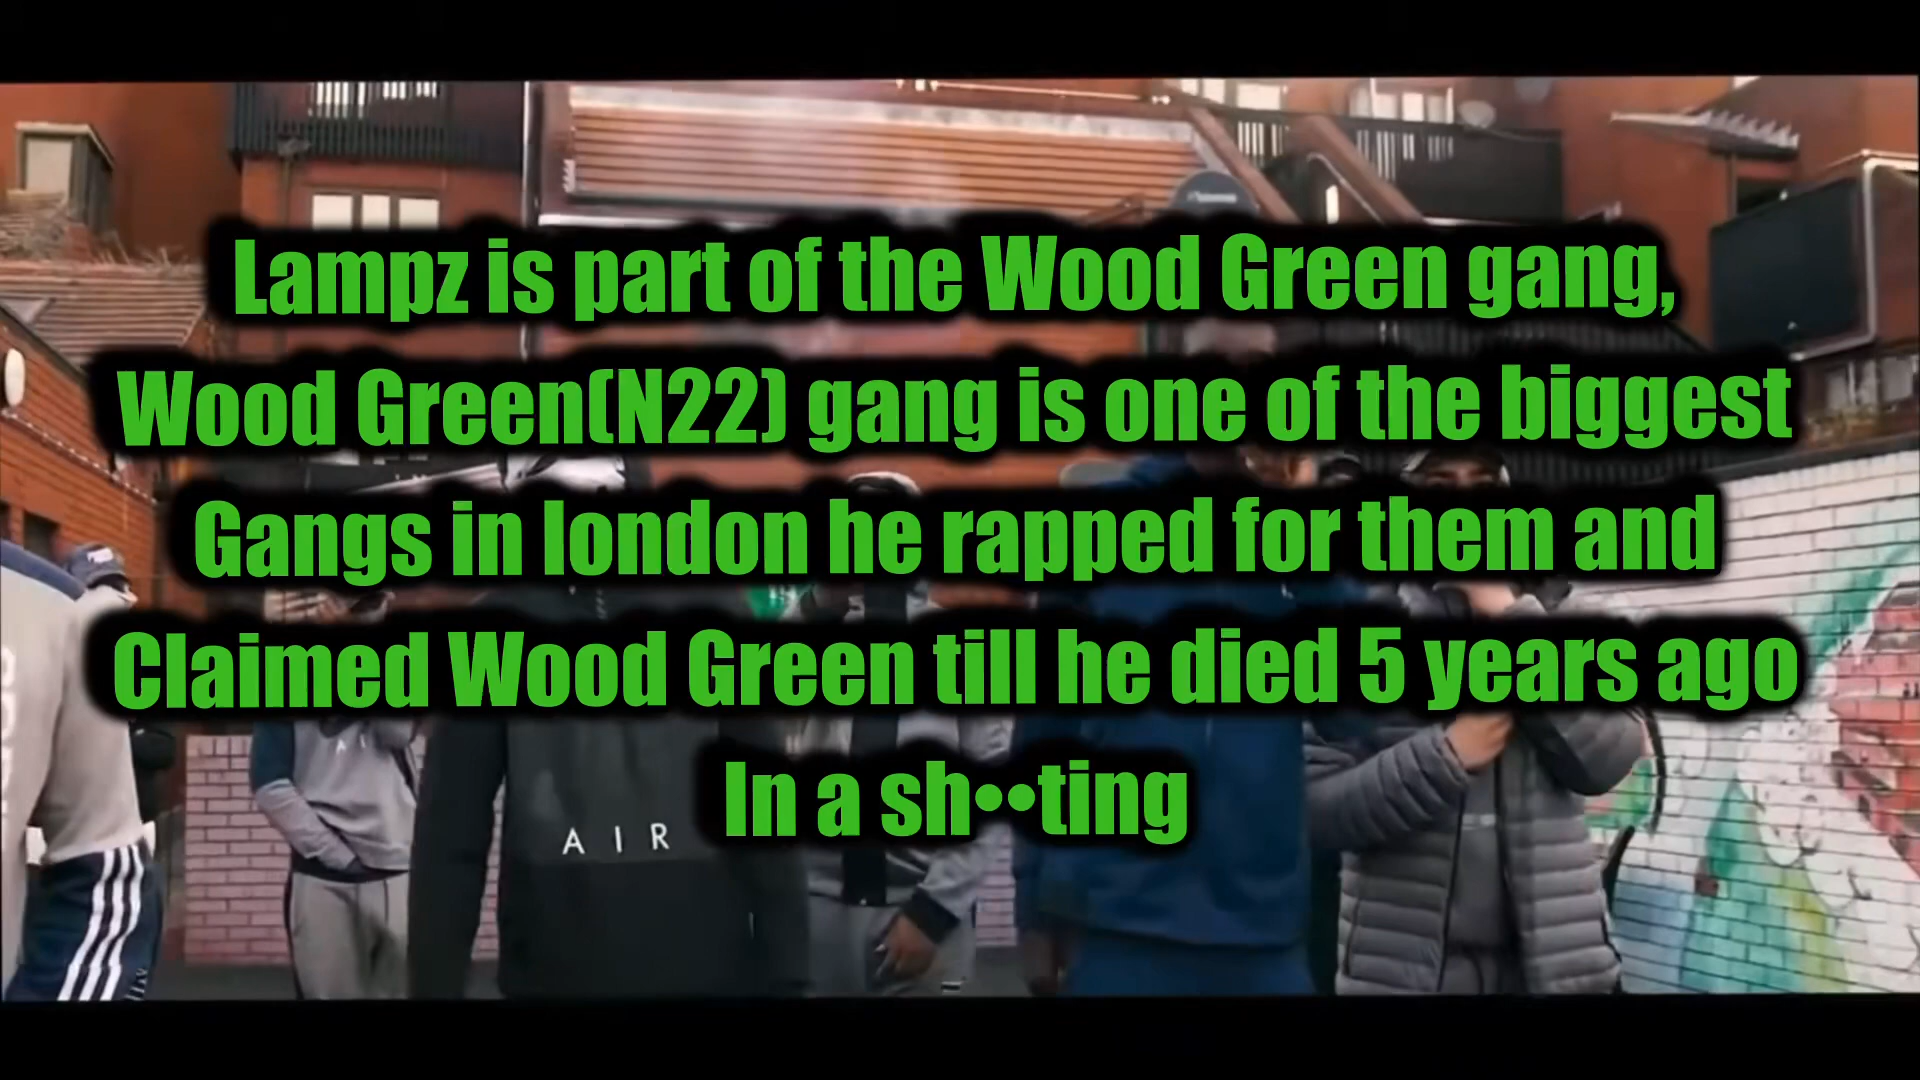 Lampz is part of the Wood Green gang,
Wood Green(N22) gang is one of the biggest
Gangs in london he rapped for them and
Claimed Wood Green till he died 5 years ago
In a sh••ting
AIR